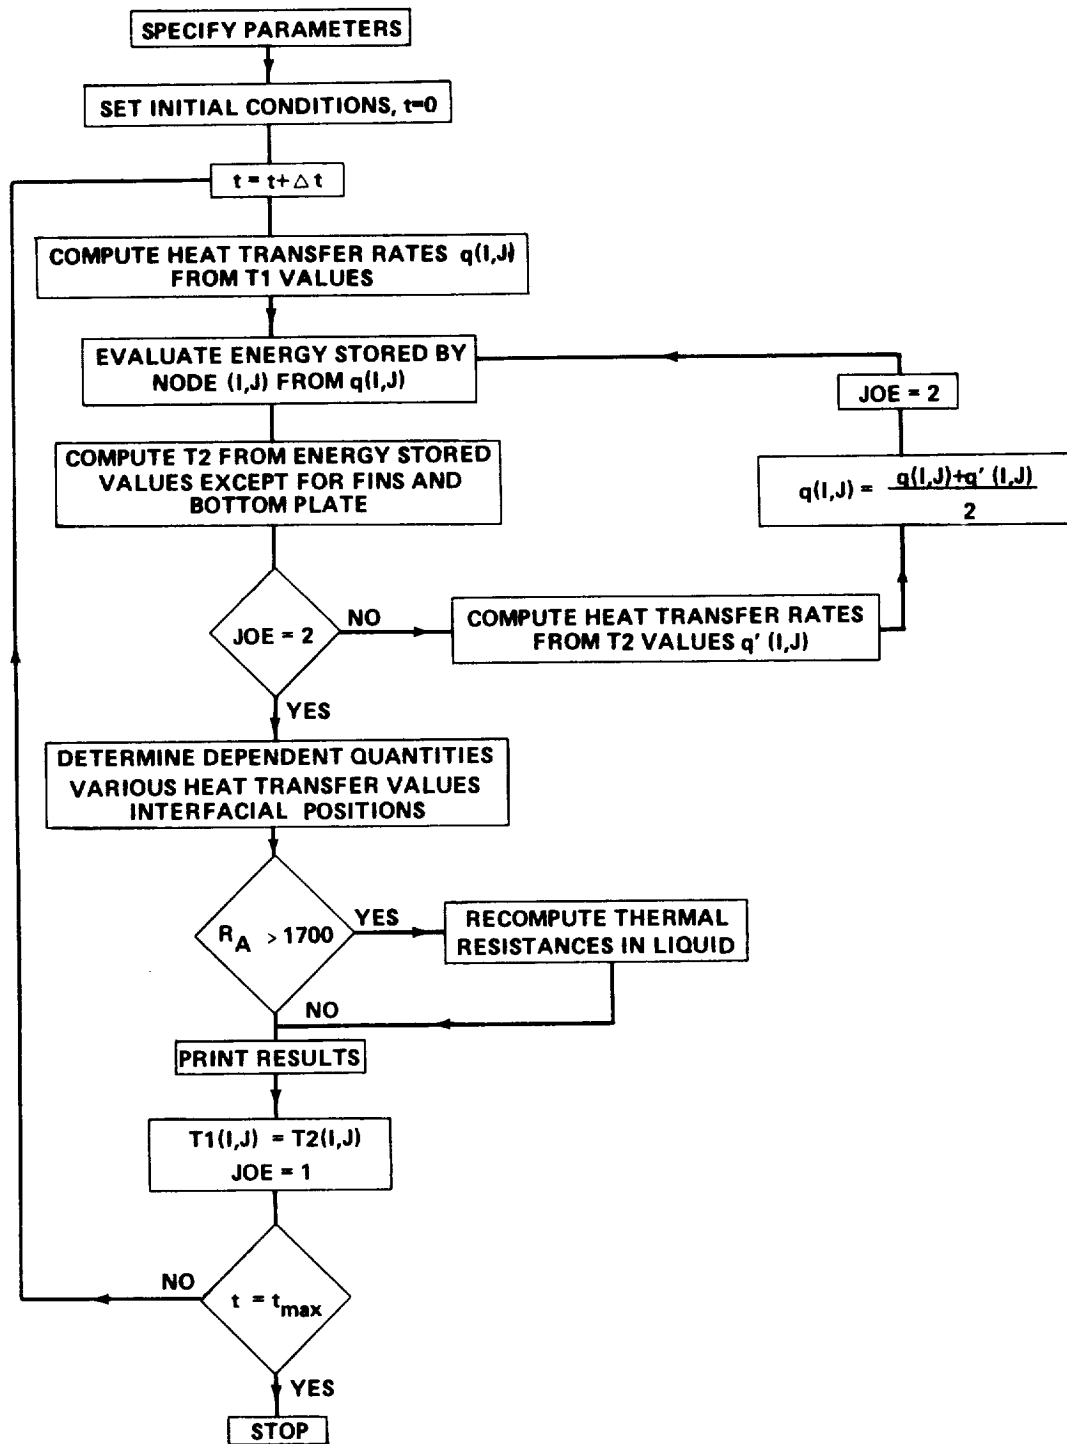 SPECIFY PARAMETERS
SET INITIAL CONDITIONS, t=0
t = t+ △ t
COMPUTE HEAT TRANSFER RATES q(I,J)
FROM T1 VALUES
EVALUATE ENERGY STORED BY
NODE (I,J) FROM q(I,J)
JOE = 2
COMPUTE T2 FROM ENERGY STORED
VALUES EXCEPT FOR FINS AND
BOTTOM PLATE
q(I,J) = q(I,J)+q' (I,J)
2
JOE = 2
NO
COMPUTE HEAT TRANSFER RATES
FROM T2 VALUES q' (I,J)
YES
DETERMINE DEPENDENT QUANTITIES
VARIOUS HEAT TRANSFER VALUES
INTERFACIAL POSITIONS
R_A > 1700
YES
RECOMPUTE THERMAL
RESISTANCES IN LIQUID
NO
PRINT RESULTS
T1(I,J) = T2(I,J)
JOE = 1
NO
t = t_max
YES
STOP